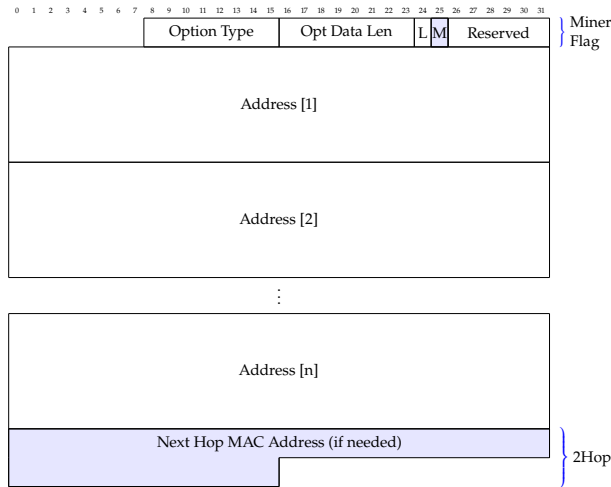 0 1 2 3 4 5 6 7 8 9 10 11 12 13 14 15 16 17 18 19 20 21 22 23 24 25 26 27 28 29 30 31
Option Type Opt Data Len L M Reserved Miner
Flag
Address [1]
Address [2]
⋮
Address [n]
Next Hop MAC Address (if needed)
2Hop